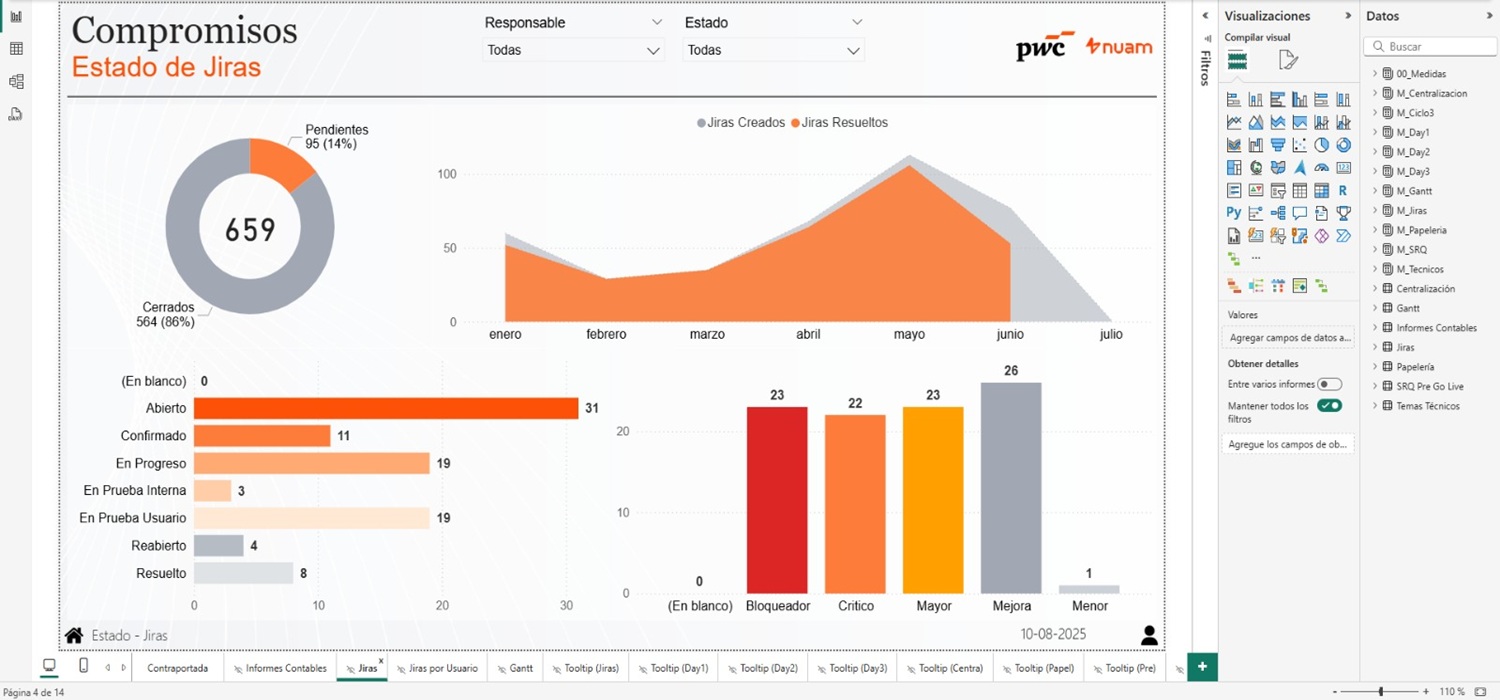 Compromisos
Estado de Jiras
Responsable
Todas
Estado
Todas
pwc nuam
Pendientes
95 (14%)
659
Cerrados
564 (86%)
Jiras Creados Jiras Resueltos
100
50
0
enero febrero marzo abril mayo junio julio
(En blanco) 0
Abierto 31
Confirmado 11
En Progreso 19
En Prueba Interna 3
En Prueba Usuario 19
Reabierto 4
Resuelto 8
0 10 20 30
20
10
0
0 23 22 23 26 1
(En blanco) Bloqueador Critico Mayor Mejora Menor
Estado - Jiras
10-08-2025
Filtros
Visualizaciones
Compilar visual
R
Py
123
Valores
Agregar campos de datos a...
Obtener detalles
Entre varios informes
Mantener todos los
filtros
Agregue los campos de ob...
Datos
Buscar
00_Medidas
M_Centralizacion
M_Ciclo3
M_Day1
M_Day2
M_Day3
M_Gantt
M_Jiras
M_Papeleria
M_SRQ
M_Tecnicos
Centralización
Gantt
Informes Contables
Jiras
Papelería
SRQ Pre Go Live
Temas Técnicos
Contraportada Informes Contables Jiras x Jiras por Usuario Gantt Tooltip (Jiras) Tooltip (Day1) Tooltip (Day2) Tooltip (Day3) Tooltip (Centra) Tooltip (Papel) Tooltip (Pre) +
Página 4 de 14
- + 110 %